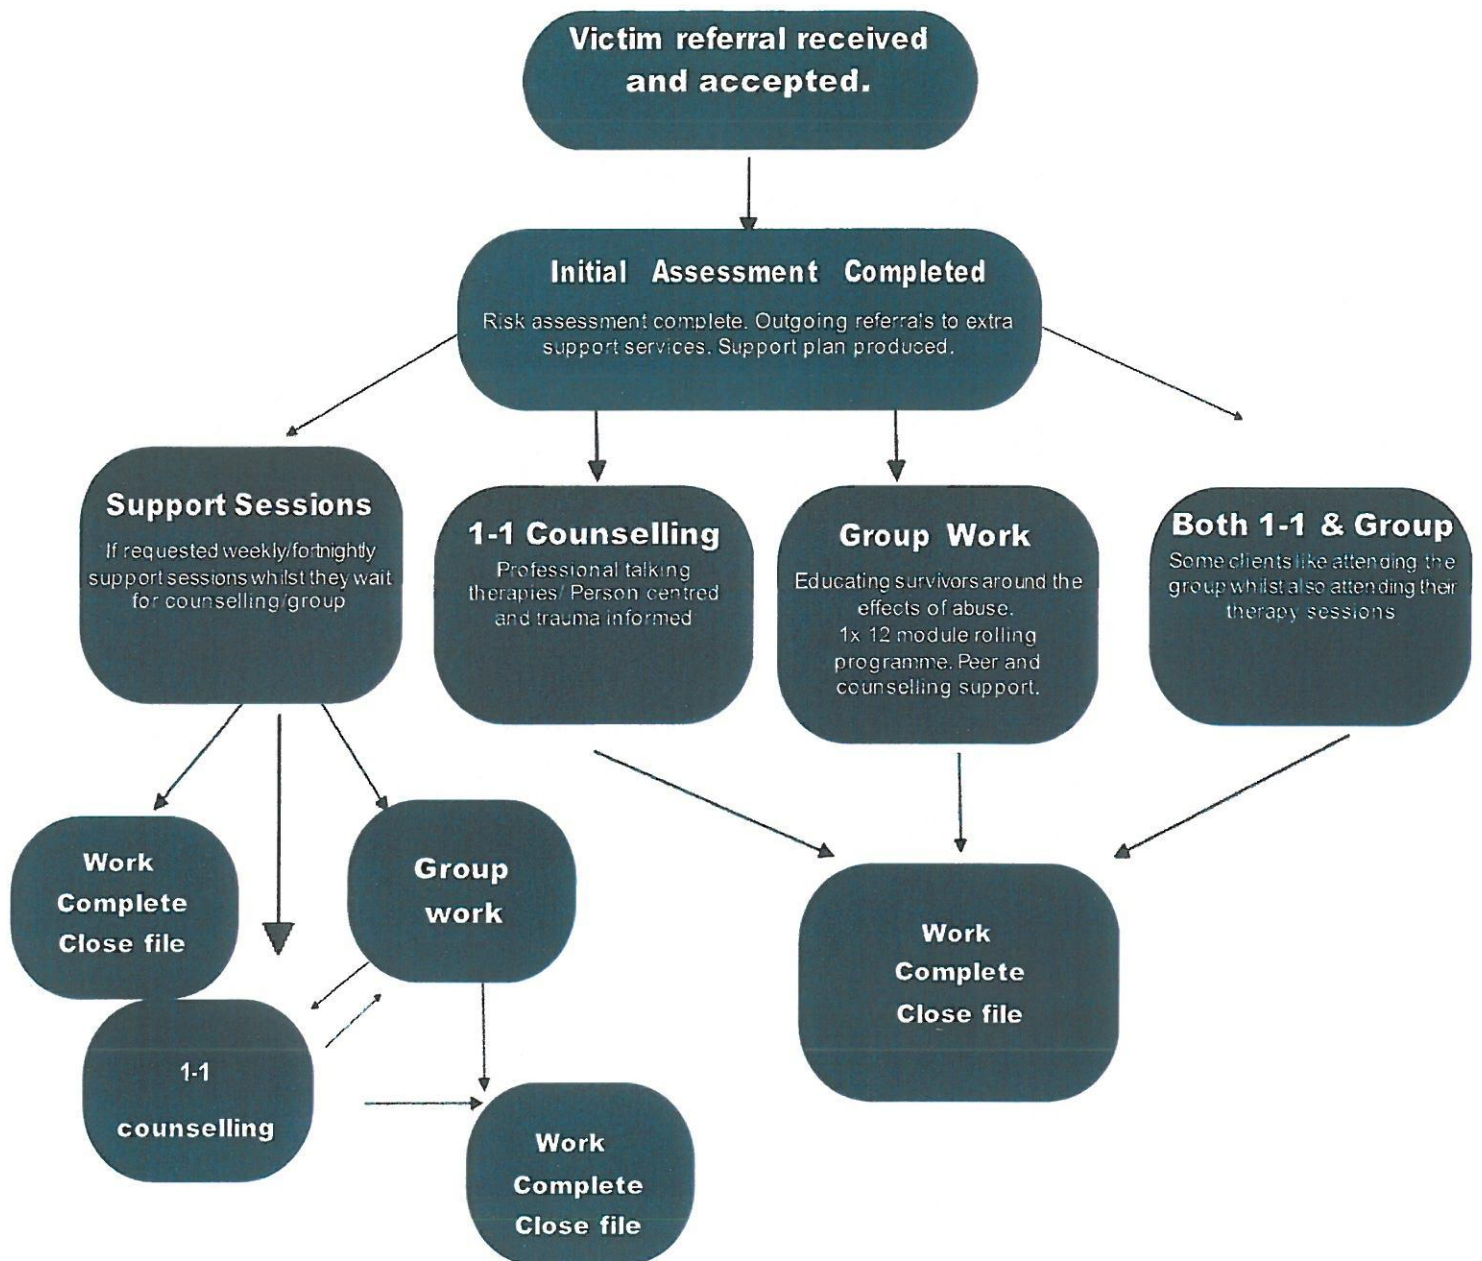 Victim referral received
and accepted.
Initial Assessment Completed
Risk assessment complete. Outgoing referrals to extra
support services. Support plan produced.
Support Sessions
If requested weekly/fortnightly
support sessions whilst they wait
for counselling/group
1-1 Counselling
Professional talking
therapies/ Person centred
and trauma informed
Group Work
Educating survivors around the
effects of abuse.
1x 12 module rolling
programme. Peer and
counselling support.
Both 1-1 & Group
Some clients like attending the
group whilst also attending their
therapy sessions
Work
Complete
Close file
Group
work
1-1
counselling
Work
Complete
Close file
Work
Complete
Close file